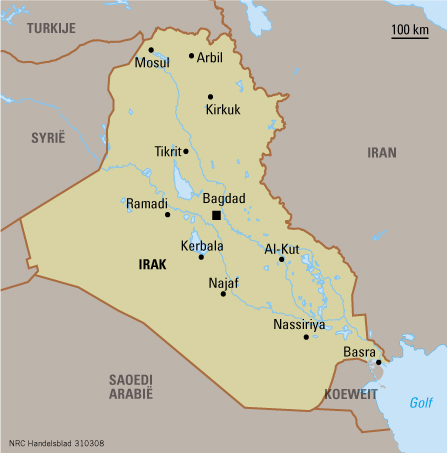 TURKIJE
100 km
Mosul
Arbil
Kirkuk
SYRIË
Tikrit
IRAN
Ramadi
Bagdad
Kerbala
Al-Kut
IRAK
Najaf
Nassiriya
Basra
SAOEDI
ARABIË
KOEWEIT
Golf
NRC Handelsblad 310308